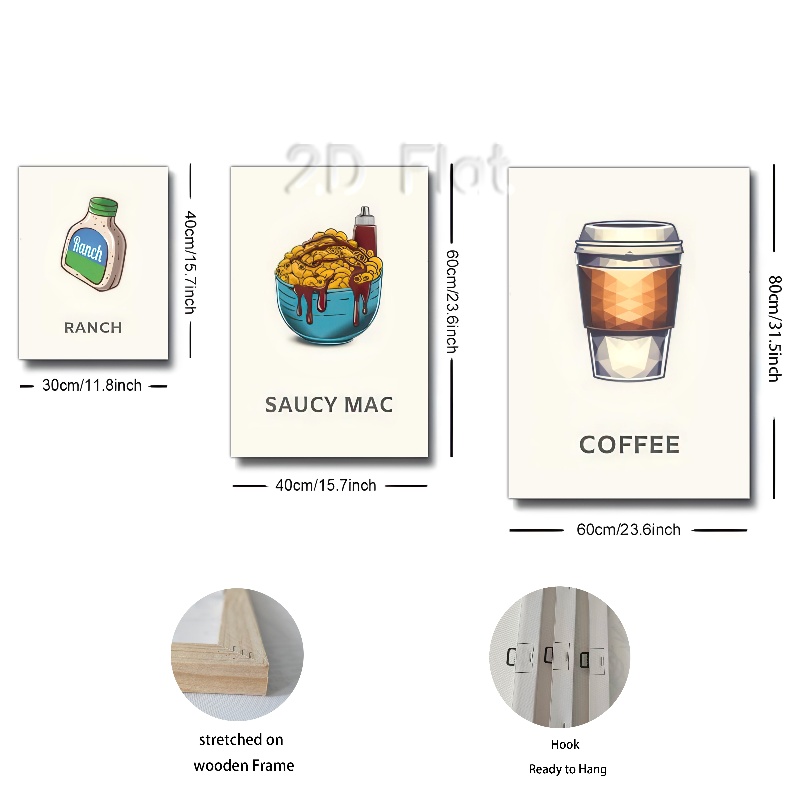 2D Flat
Ranch
RANCH
40cm/15.7inch
30cm/11.8inch
SAUCY MAC
60cm/23.6inch
40cm/15.7inch
COFFEE
80cm/31.5inch
60cm/23.6inch
stretched on
wooden Frame
Hook
Ready to Hang